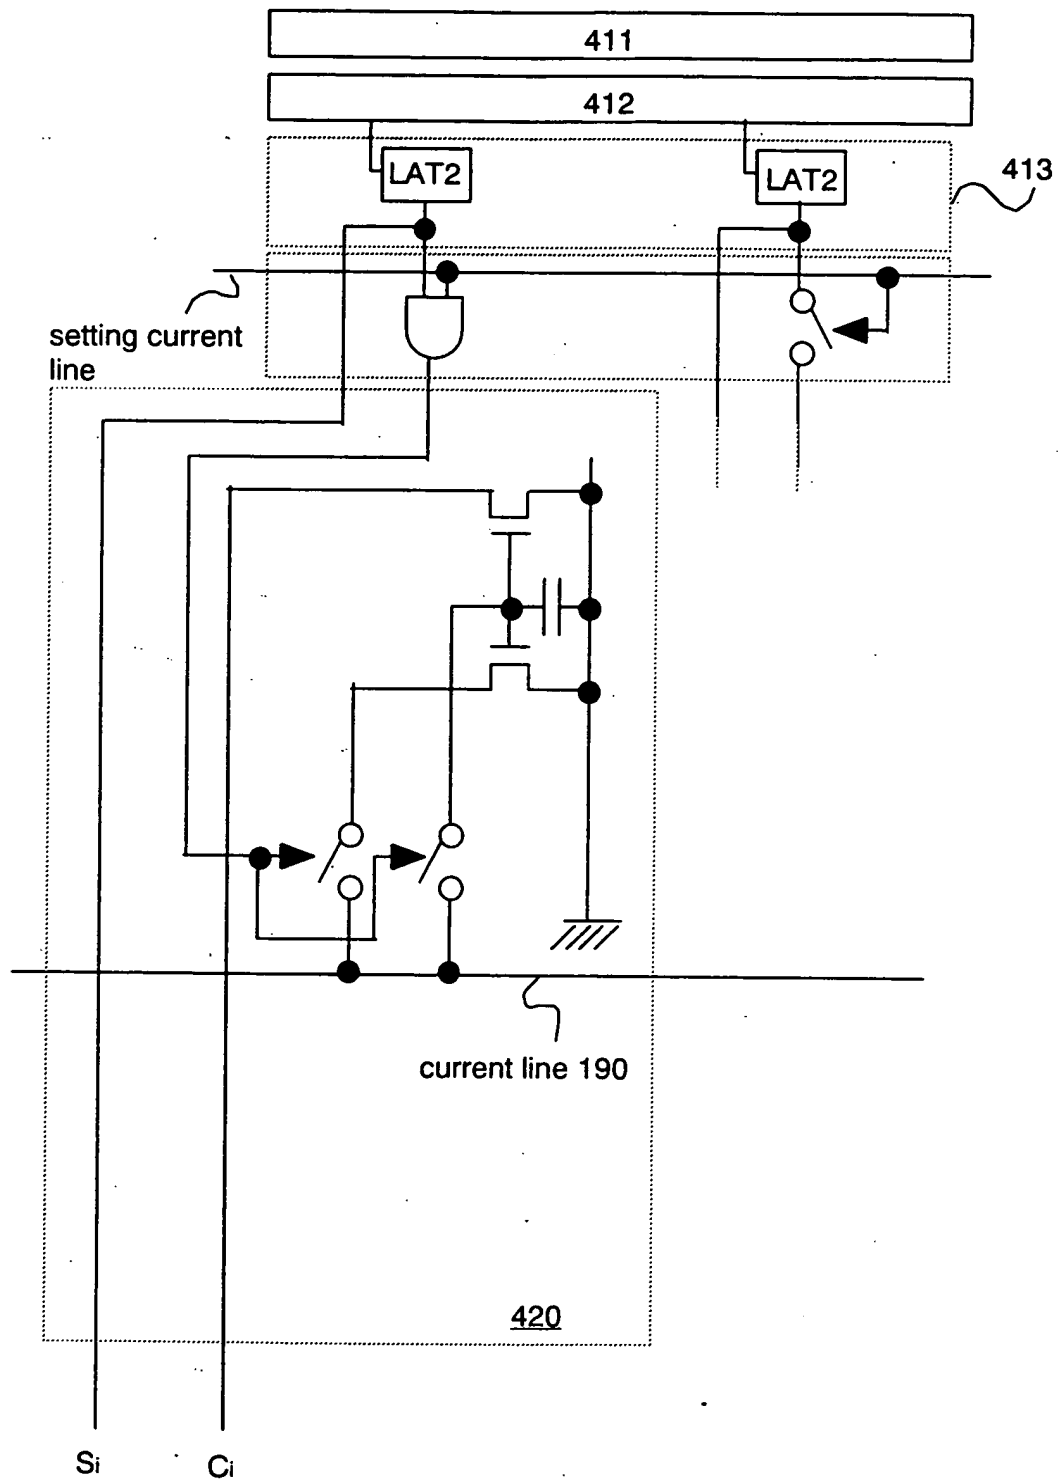 411
412
LAT2
LAT2
413
setting current
line
current line 190
420
Si
Ci